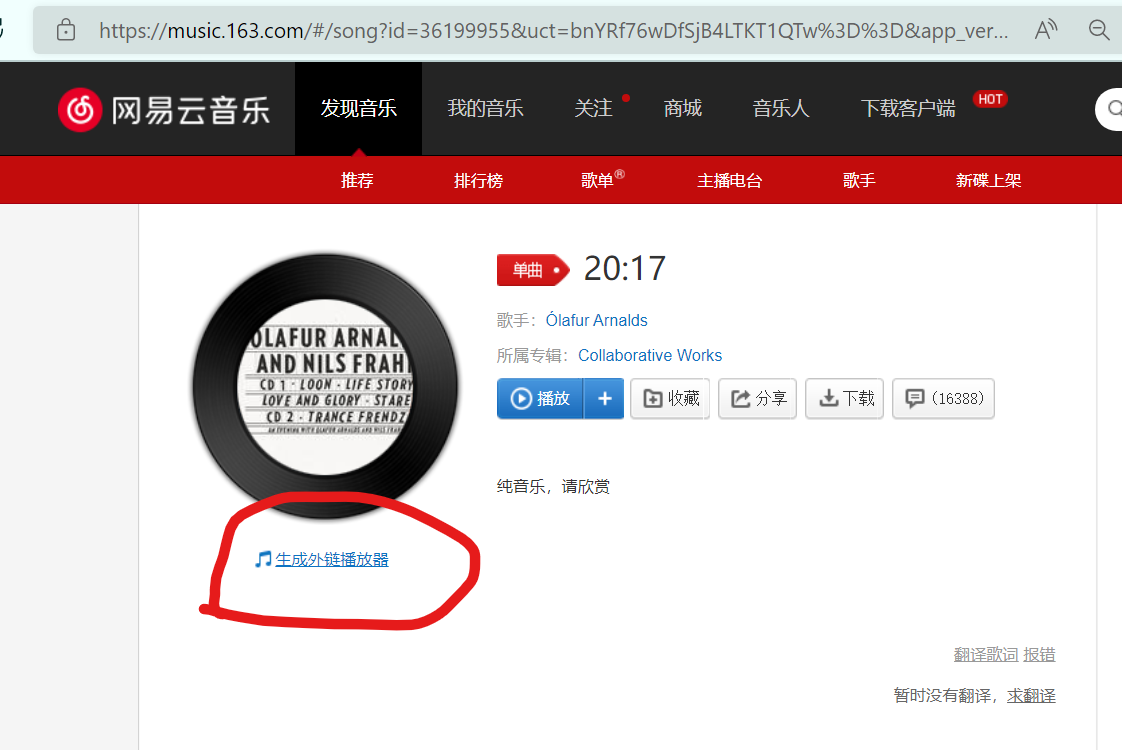 https://music.163.com/#/song?id=36199955&uct=bnYRf76wDfSjB4LTKT1QTw%3D%3D&app_ver...
网易云音乐 发现音乐 我的音乐 关注 商城 音乐人 下载客户端 HOT
推荐 排行榜 歌单® 主播电台 歌手 新碟上架
单曲 20:17
歌手：Ólafur Arnalds
所属专辑：Collaborative Works
播放 + 收藏 分享 下载 (16388)
纯音乐，请欣赏
OLAFUR ARNAL
AND NILS FRAH
CD 1 - LOON - LIFE STORY
LOVE AND GLORY - STARE
CD 2 - TRANCE FRENDZ
AN EVENING WITH OLAFUR ARNALDS AND NILS FRAH
生成外链播放器
翻译歌词 报错
暂时没有翻译，求翻译